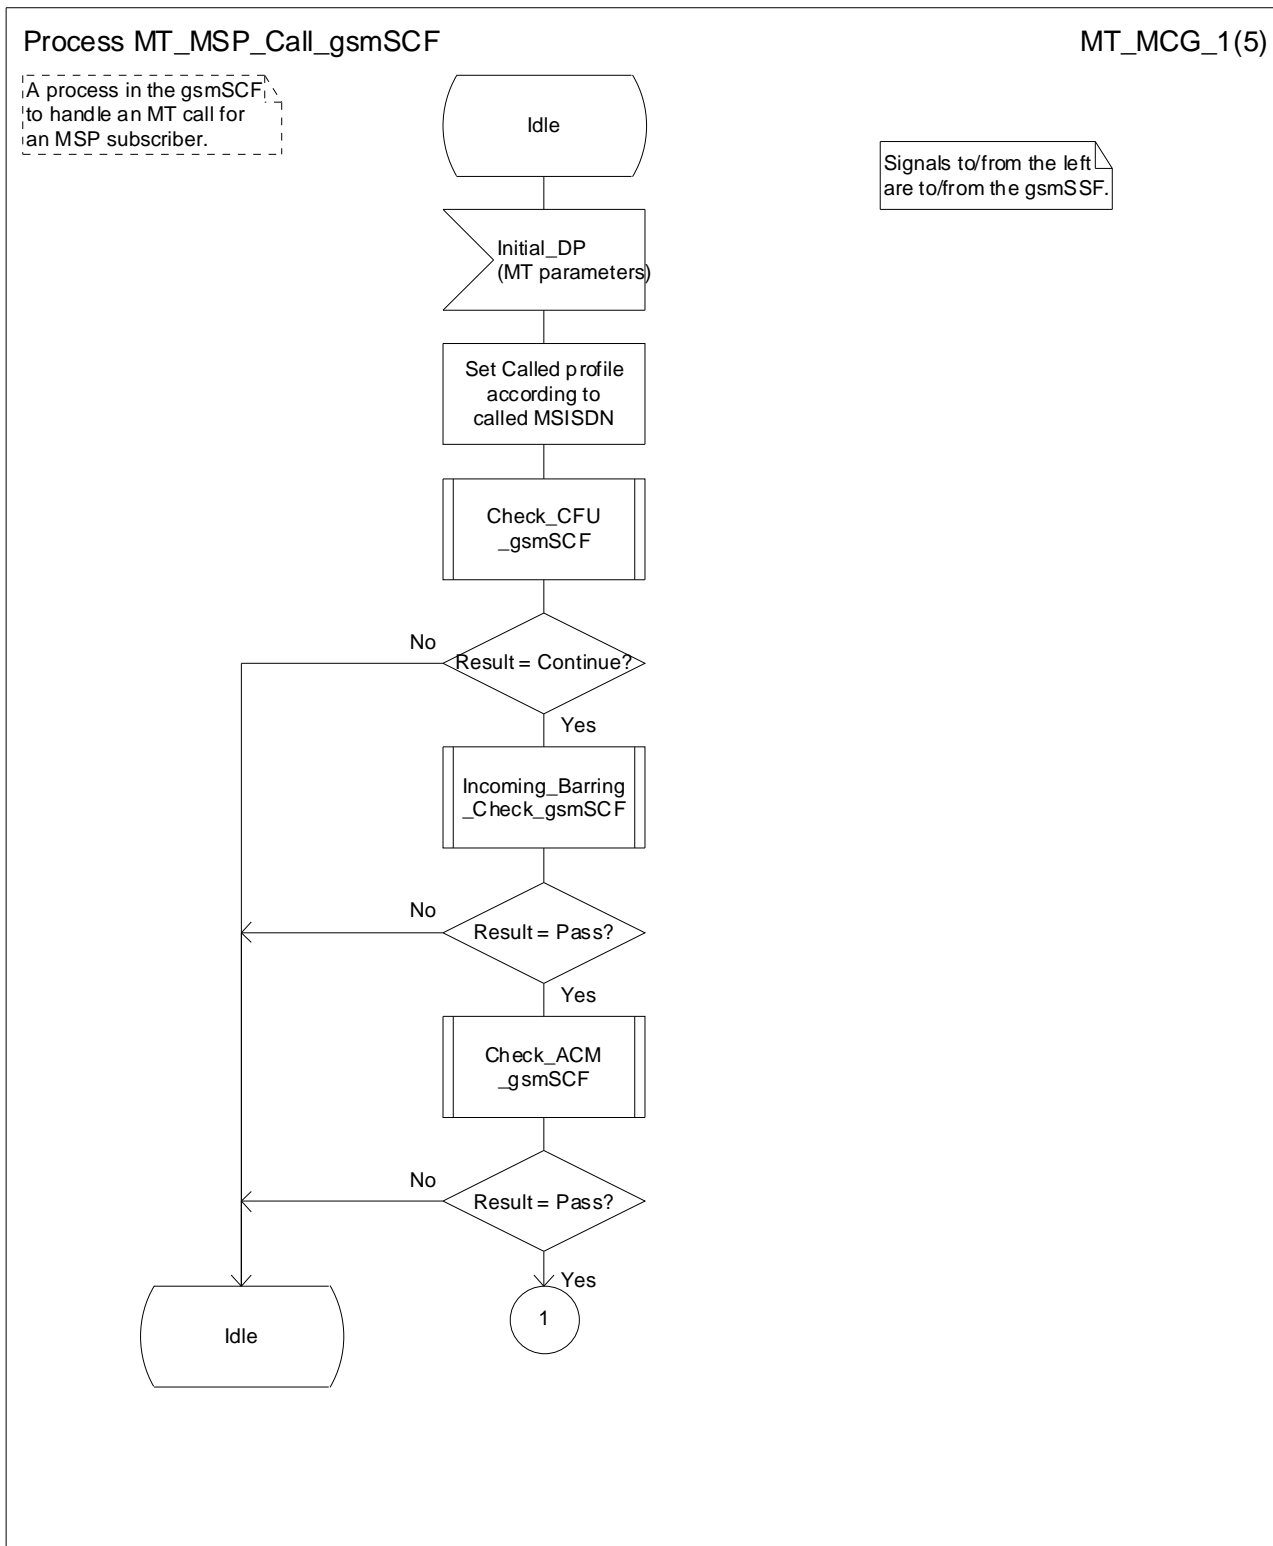 Process MT_MSP_Call_gsmSCF
MT_MCG_1(5)
A process in the gsmSCF
to handle an MT call for
an MSP subscriber.
Idle
Signals to/from the left
are to/from the gsmSSF.
Initial_DP
(MT parameters)
Set Called profile
according to
called MSISDN
Check_CFU
_gsmSCF
No
Result = Continue?
Yes
Incoming_Barring
_Check_gsmSCF
No
Result = Pass?
Yes
Check_ACM
_gsmSCF
No
Result = Pass?
Yes
Idle
1